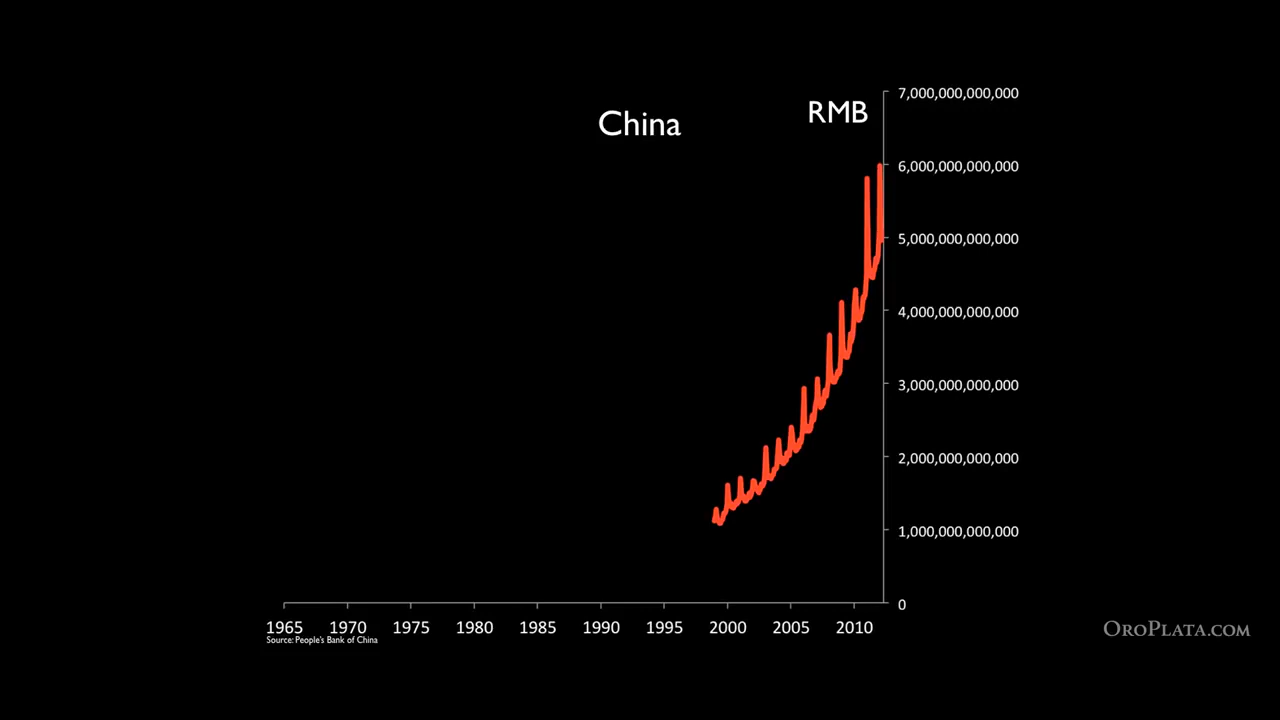 China
RMB
7,000,000,000,000
6,000,000,000,000
5,000,000,000,000
4,000,000,000,000
3,000,000,000,000
2,000,000,000,000
1,000,000,000,000
0
1965 1970 1975 1980 1985 1990 1995 2000 2005 2010
Source: People's Bank of China
OroPlata.com